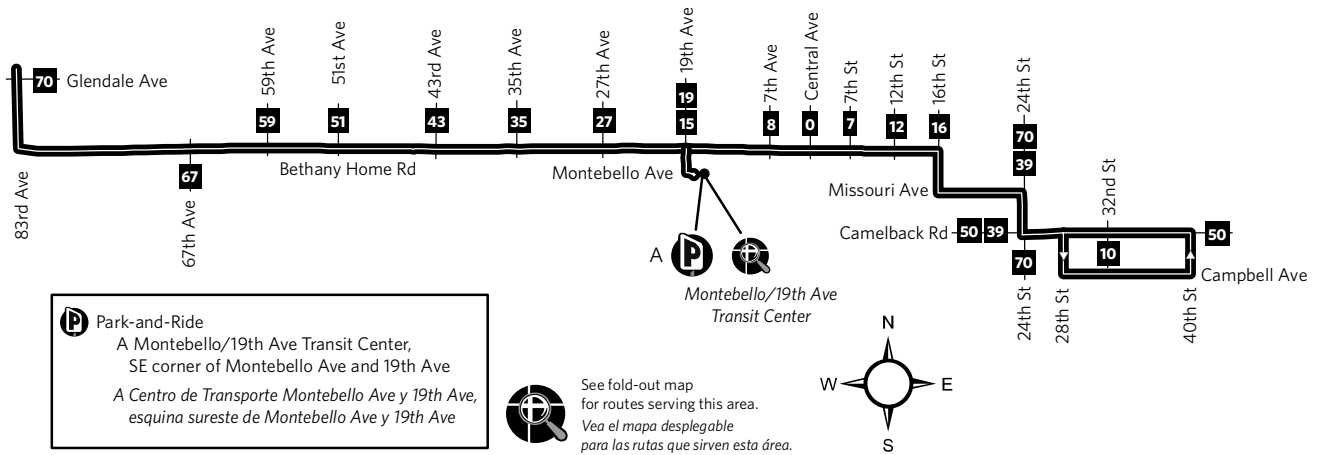 70 Glendale Ave
83rd Ave
67
67th Ave
59th Ave
59
Bethany Home Rd
51st Ave
51
43rd Ave
43
35th Ave
35
27th Ave
27
19th Ave
19
15
Montebello Ave
7th Ave
8
Central Ave
0
7th St
7
12th St
12
16th St
16
Missouri Ave
24th St
70
39
Camelback Rd 50 39
70
24th St
32nd St
10
50
Campbell Ave
28th St
40th St
A P
Montebello/19th Ave
Transit Center
P Park-and-Ride
A Montebello/19th Ave Transit Center,
SE corner of Montebello Ave and 19th Ave
A Centro de Transporte Montebello Ave y 19th Ave,
esquina sureste de Montebello Ave y 19th Ave
See fold-out map
for routes serving this area.
Vea el mapa desplegable
para las rutas que sirven esta área.
N
W E
S